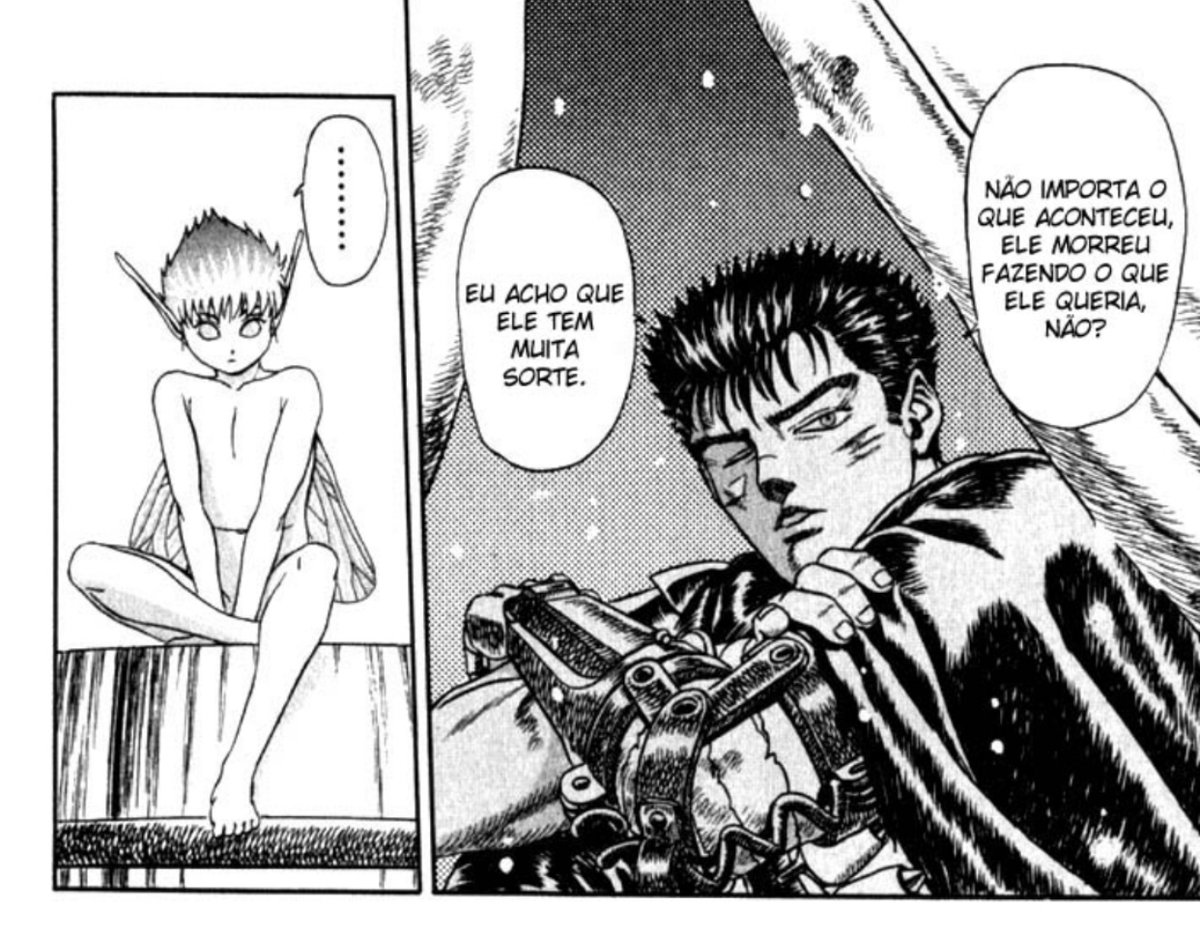 NÃO IMPORTA O
QUE ACONTECEU,
ELE MORREU
FAZENDO O QUE
ELE QUERIA,
NÃO?
EU ACHO QUE
ELE TEM
MUITA
SORTE.
.........